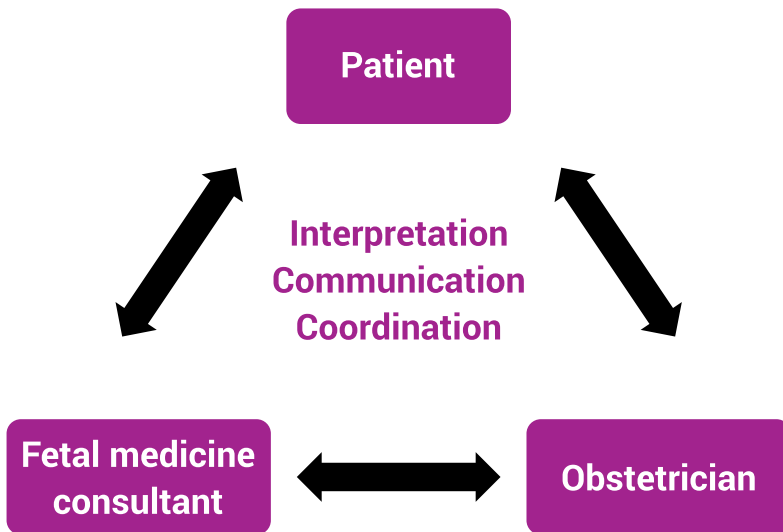 Patient
Interpretation
Communication
Coordination
Fetal medicine
consultant
Obstetrician